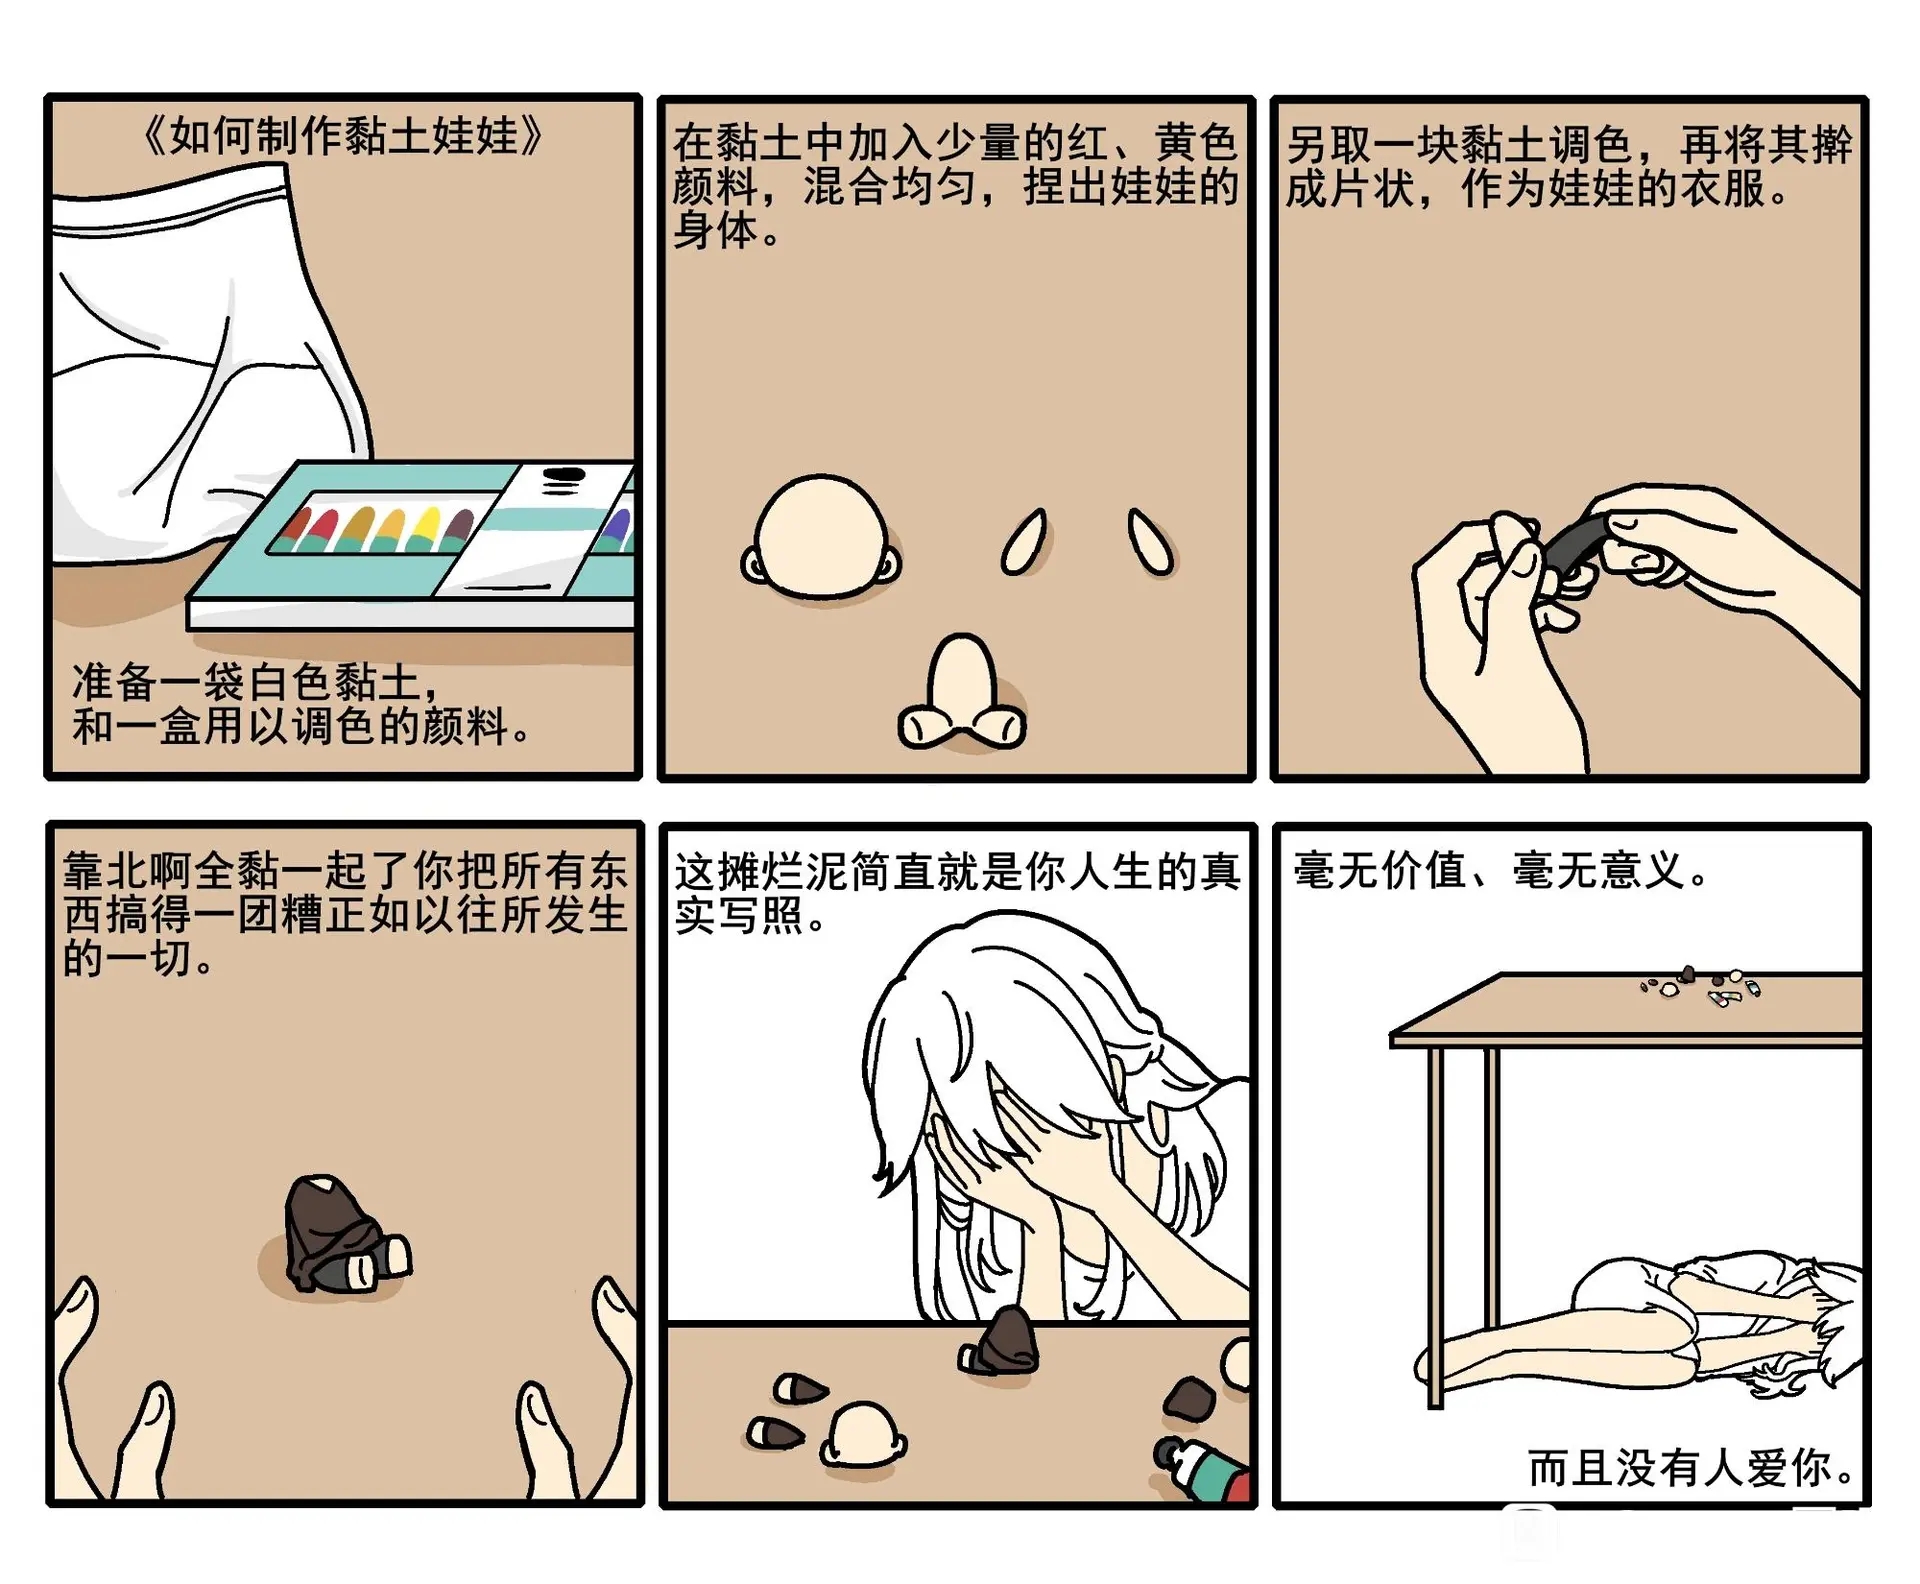 《如何制作黏土娃娃》
准备一袋白色黏土，
和一盒用以调色的颜料。
在黏土中加入少量的红、黄色
颜料，混合均匀，捏出娃娃的
身体。
另取一块黏土调色，再将其擀
成片状，作为娃娃的衣服。
靠北啊全黏一起了你把所有东
西搞得一团糟正如以往所发生
的一切。
这摊烂泥简直就是你人生的真
实写照。
毫无价值、毫无意义。
而且没有人爱你。